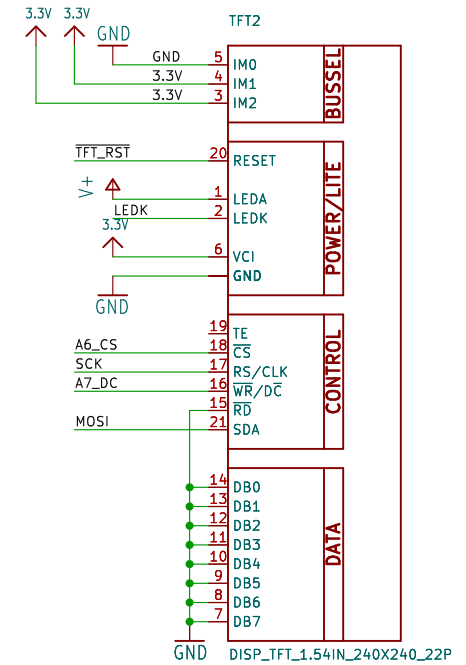 3.3V 3.3V GND TFT2
GND 5 IM0
3.3V 4 IM1
3.3V 3 IM2
BUSSEL
TFT_RST 20 RESET
V+ 1 LEDA
LEDK 2 LEDK
3.3V
6 VCI
GND
GND
POWER/LITE
19 TE
A6_CS 18 CS
SCK 17 RS/CLK
A7_DC 16 WR/DC
15 RD
MOSI 21 SDA
CONTROL
14 DB0
13 DB1
12 DB2
11 DB3
10 DB4
9 DB5
8 DB6
7 DB7
DATA
GND DISP_TFT_1.54IN_240X240_22P